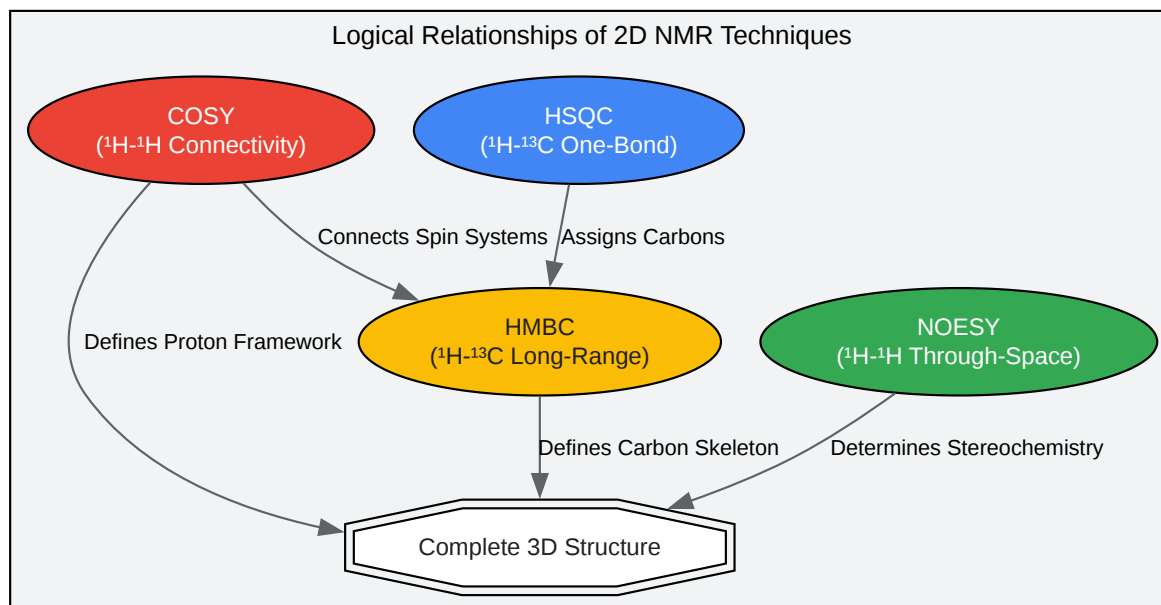 Logical Relationships of 2D NMR Techniques
COSY
(¹H-¹H Connectivity)
HSQC
(¹H-¹³C One-Bond)
Connects Spin Systems
Assigns Carbons
Defines Proton Framework
HMBC
(¹H-¹³C Long-Range)
NOESY
(¹H-¹H Through-Space)
Defines Carbon Skeleton
Determines Stereochemistry
Complete 3D Structure